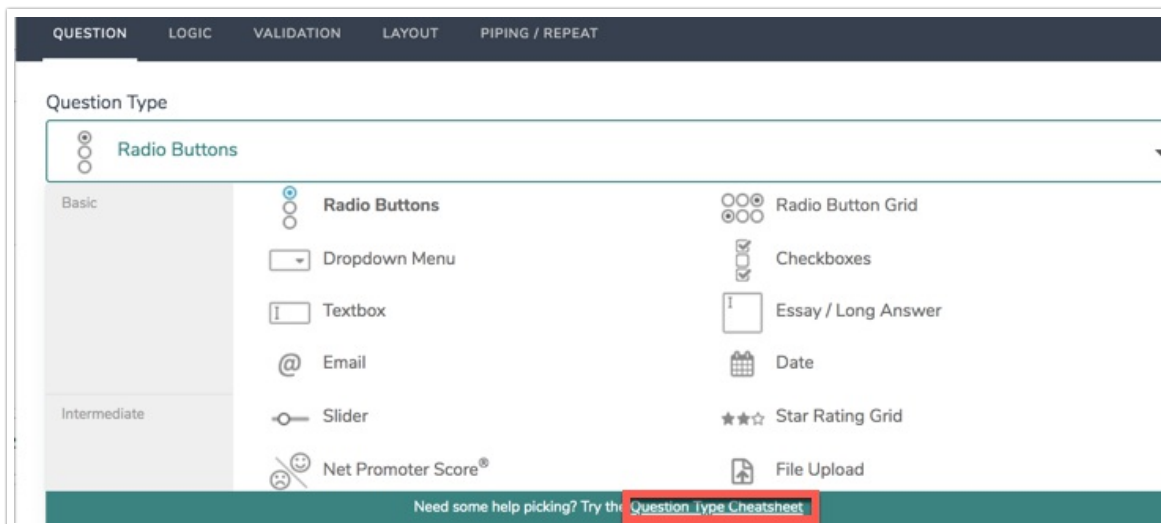 QUESTION LOGIC VALIDATION LAYOUT PIPING / REPEAT
Question Type
Radio Buttons
Basic
Radio Buttons
Radio Button Grid
Dropdown Menu
Checkboxes
Textbox
Essay / Long Answer
@ Email
Date
Intermediate
Slider
Star Rating Grid
Net Promoter Score®
File Upload
Need some help picking? Try the Question Type Cheatsheet